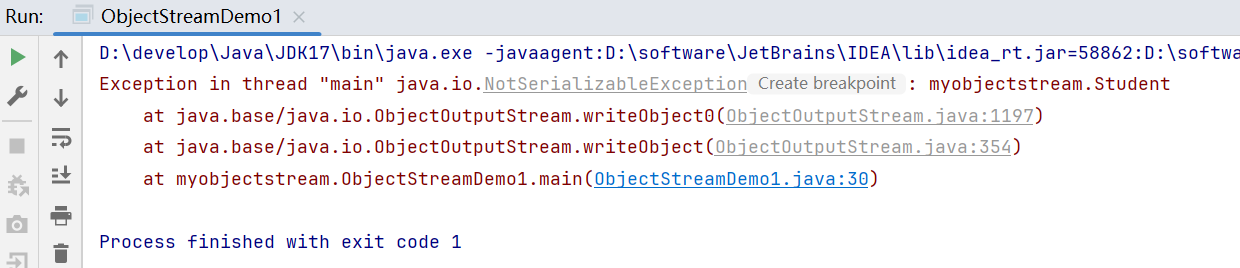 Run: ObjectStreamDemo1
D:\develop\Java\JDK17\bin\java.exe -javaagent:D:\software\JetBrains\IDEA\lib\idea_rt.jar=58862:D:\softwa
Exception in thread "main" java.io.NotSerializableException Create breakpoint : myobjectstream.Student
at java.base/java.io.ObjectOutputStream.writeObject0(ObjectOutputStream.java:1197)
at java.base/java.io.ObjectOutputStream.writeObject(ObjectOutputStream.java:354)
at myobjectstream.ObjectStreamDemo1.main(ObjectStreamDemo1.java:30)
Process finished with exit code 1